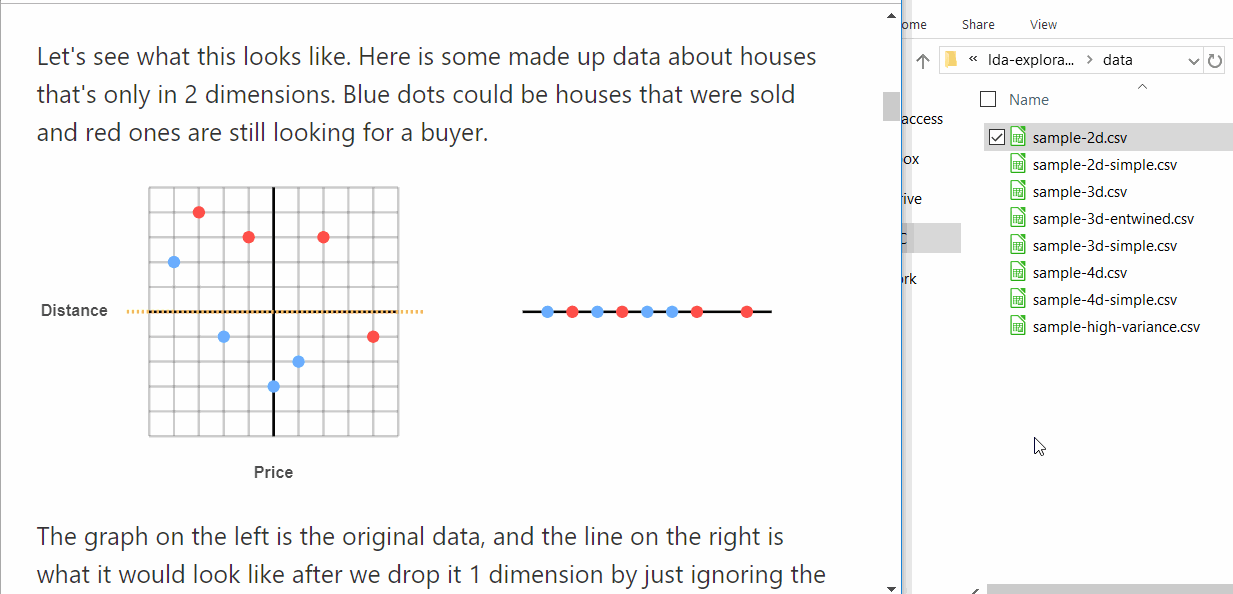 Let's see what this looks like. Here is some made up data about houses
that's only in 2 dimensions. Blue dots could be houses that were sold
and red ones are still looking for a buyer.
Distance
Price
The graph on the left is the original data, and the line on the right is
what it would look like after we drop it 1 dimension by just ignoring the
ome Share View
« lda-explora... > data
Name
access
ox
rive
C
rk
sample-2d.csv
sample-2d-simple.csv
sample-3d.csv
sample-3d-entwined.csv
sample-3d-simple.csv
sample-4d.csv
sample-4d-simple.csv
sample-high-variance.csv